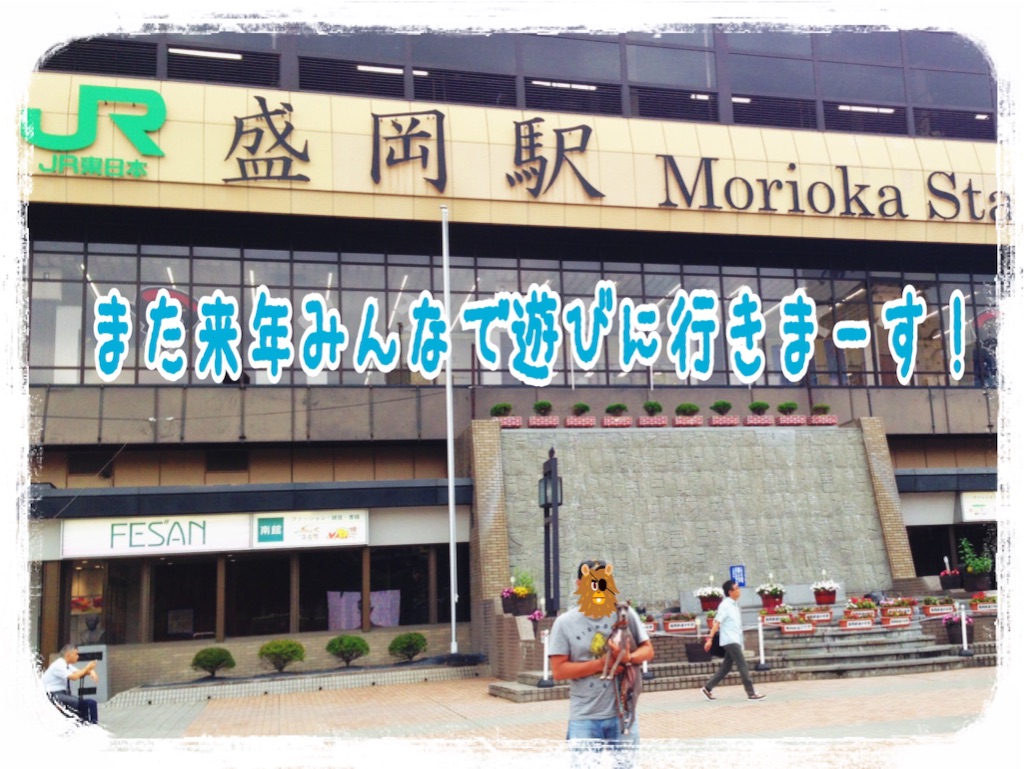 JR
JR東日本
盛岡駅 Morioka Sta
また来年みんなで遊びに行きまーす！
FESAN
南館